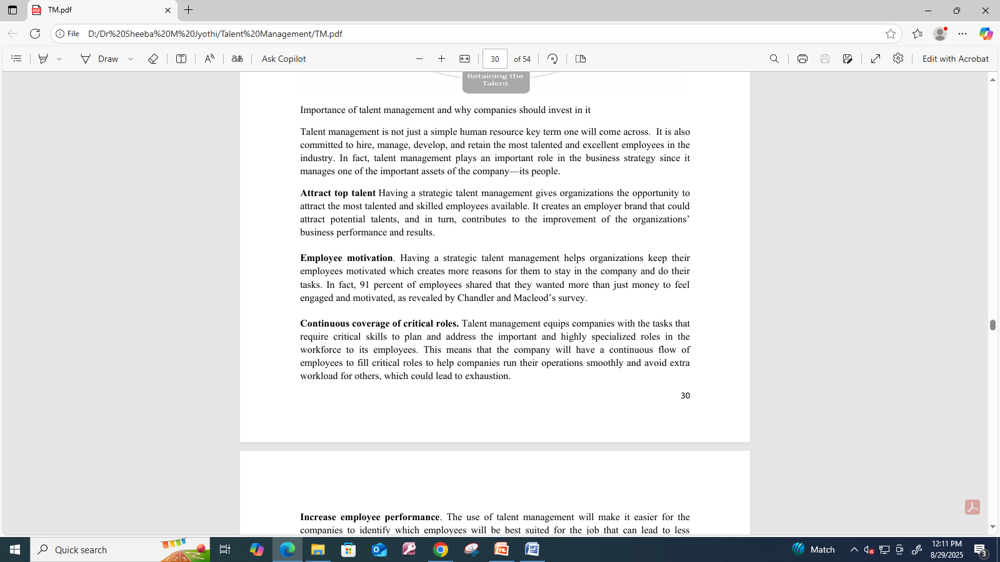 TM.pdf
File D:/Dr%20Sheeba%20M%20Jyothi/Talent%20Management/TM.pdf
Draw
Ask Copilot
30 of 54
Edit with Acrobat
Retaining the
Talent
Importance of talent management and why companies should invest in it
Talent management is not just a simple human resource key term one will come across. It is also
committed to hire, manage, develop, and retain the most talented and excellent employees in the
industry. In fact, talent management plays an important role in the business strategy since it
manages one of the important assets of the company—its people.
Attract top talent Having a strategic talent management gives organizations the opportunity to
attract the most talented and skilled employees available. It creates an employer brand that could
attract potential talents, and in turn, contributes to the improvement of the organizations’
business performance and results.
Employee motivation. Having a strategic talent management helps organizations keep their
employees motivated which creates more reasons for them to stay in the company and do their
tasks. In fact, 91 percent of employees shared that they wanted more than just money to feel
engaged and motivated, as revealed by Chandler and Macleod’s survey.
Continuous coverage of critical roles. Talent management equips companies with the tasks that
require critical skills to plan and address the important and highly specialized roles in the
workforce to its employees. This means that the company will have a continuous flow of
employees to fill critical roles to help companies run their operations smoothly and avoid extra
workload for others, which could lead to exhaustion.
30
Increase employee performance. The use of talent management will make it easier for the
companies to identify which employees will be best suited for the job that can lead to less
Quick search
Match
12:11 PM
8/29/2025
3